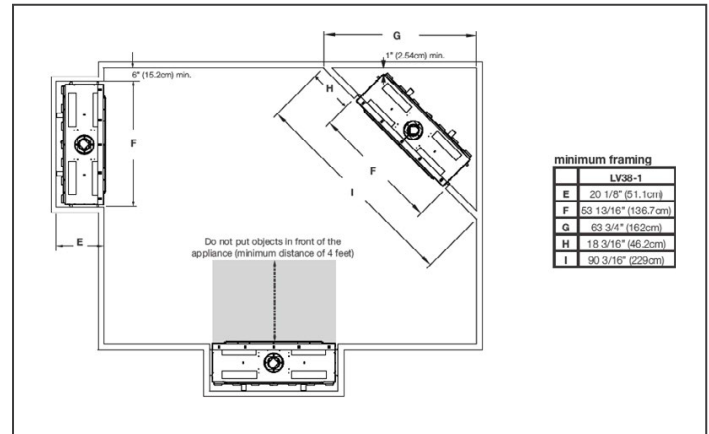 G
1" (2.54cm) min.
6" (15.2cm) min.
H
F
F
I
E
Do not put objects in front of the
appliance (minimum distance of 4 feet)
minimum framing
LV38-1
E 20 1/8" (51.1cm)
F 53 13/16" (136.7cm)
G 63 3/4" (162cm)
H 18 3/16" (46.2cm)
I 90 3/16" (229cm)